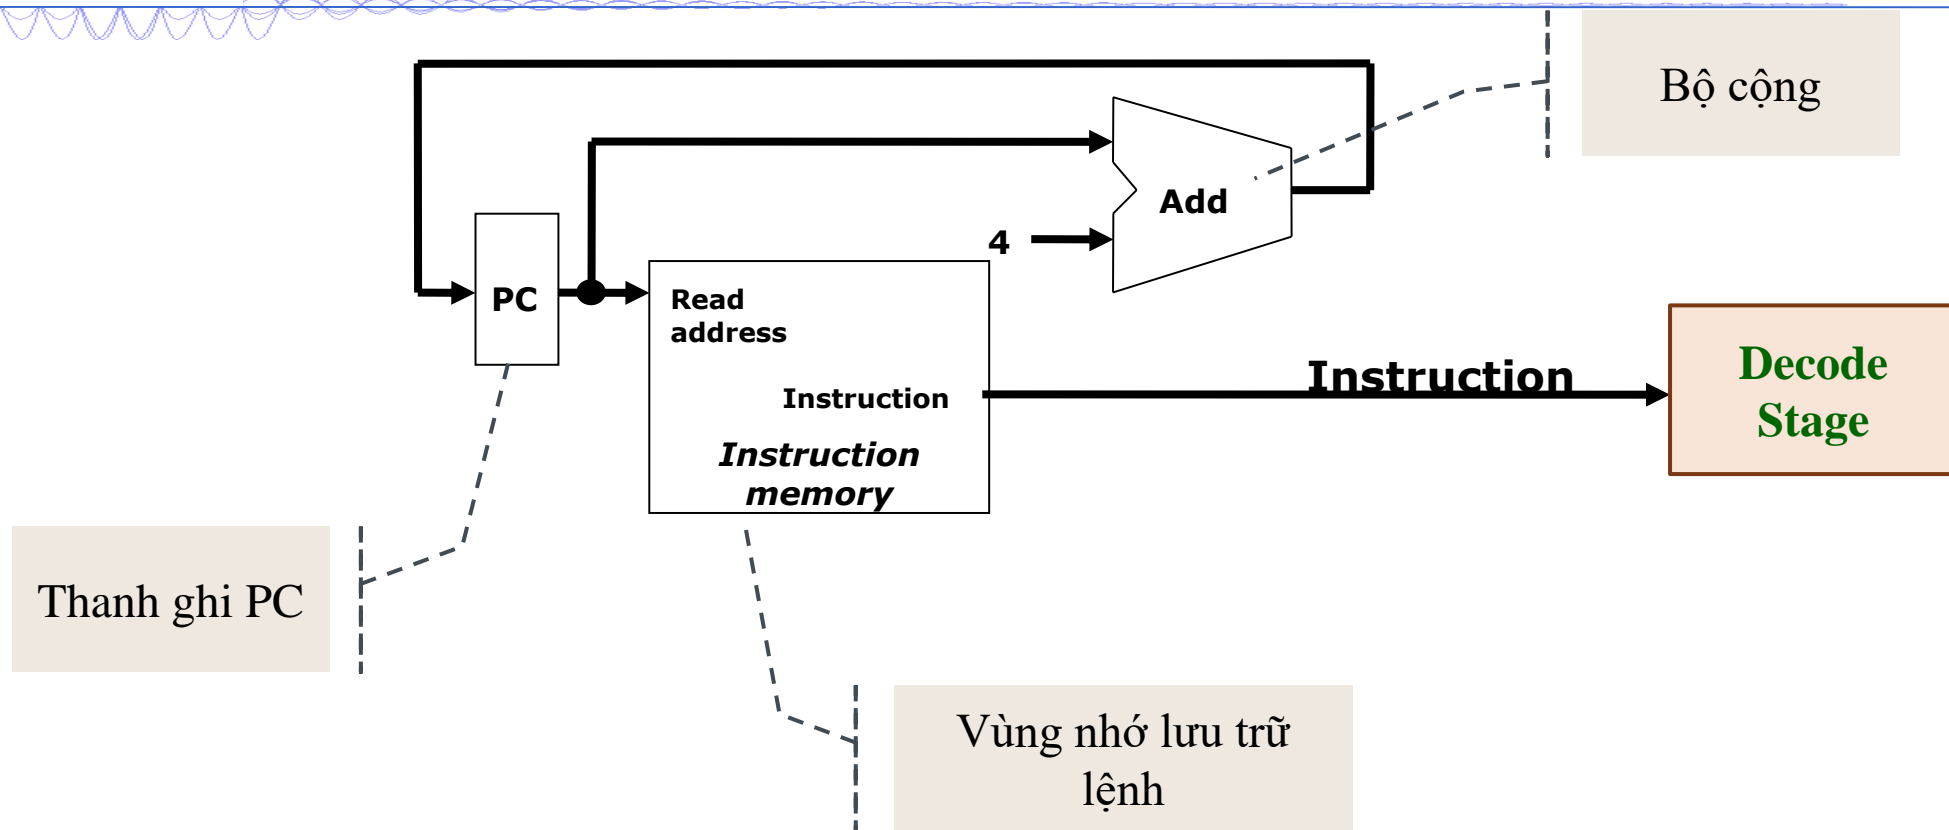 Bộ cộng
Add
4
PC
Read
address
Instruction
Instruction
memory
Instruction
Decode
Stage
Thanh ghi PC
Vùng nhớ lưu trữ
lệnh